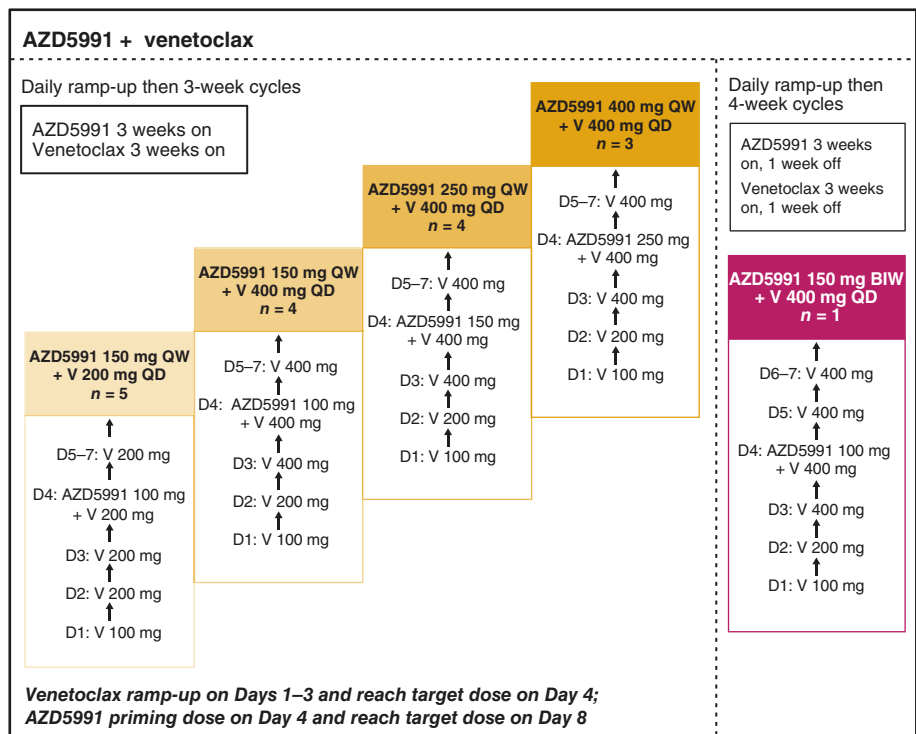 AZD5991 + venetoclax
Daily ramp-up then 3-week cycles
AZD5991 3 weeks on
Venetoclax 3 weeks on
AZD5991 150 mg QW
+ V 200 mg QD
n = 5
D5–7: V 200 mg
D4: AZD5991 100 mg
+ V 200 mg
D3: V 200 mg
D2: V 200 mg
D1: V 100 mg
AZD5991 150 mg QW
+ V 400 mg QD
n = 4
D5–7: V 400 mg
D4: AZD5991 100 mg
+ V 400 mg
D3: V 400 mg
D2: V 200 mg
D1: V 100 mg
AZD5991 250 mg QW
+ V 400 mg QD
n = 4
D5–7: V 400 mg
D4: AZD5991 150 mg
+ V 400 mg
D3: V 400 mg
D2: V 200 mg
D1: V 100 mg
AZD5991 400 mg QW
+ V 400 mg QD
n = 3
D5–7: V 400 mg
D4: AZD5991 250 mg
+ V 400 mg
D3: V 400 mg
D2: V 200 mg
D1: V 100 mg
Venetoclax ramp-up on Days 1–3 and reach target dose on Day 4;
AZD5991 priming dose on Day 4 and reach target dose on Day 8
Daily ramp-up then
4-week cycles
AZD5991 3 weeks
on, 1 week off
Venetoclax 3 weeks
on, 1 week off
AZD5991 150 mg BIW
+ V 400 mg QD
n = 1
D6–7: V 400 mg
D5: V 400 mg
D4: AZD5991 100 mg
+ V 400 mg
D3: V 400 mg
D2: V 200 mg
D1: V 100 mg